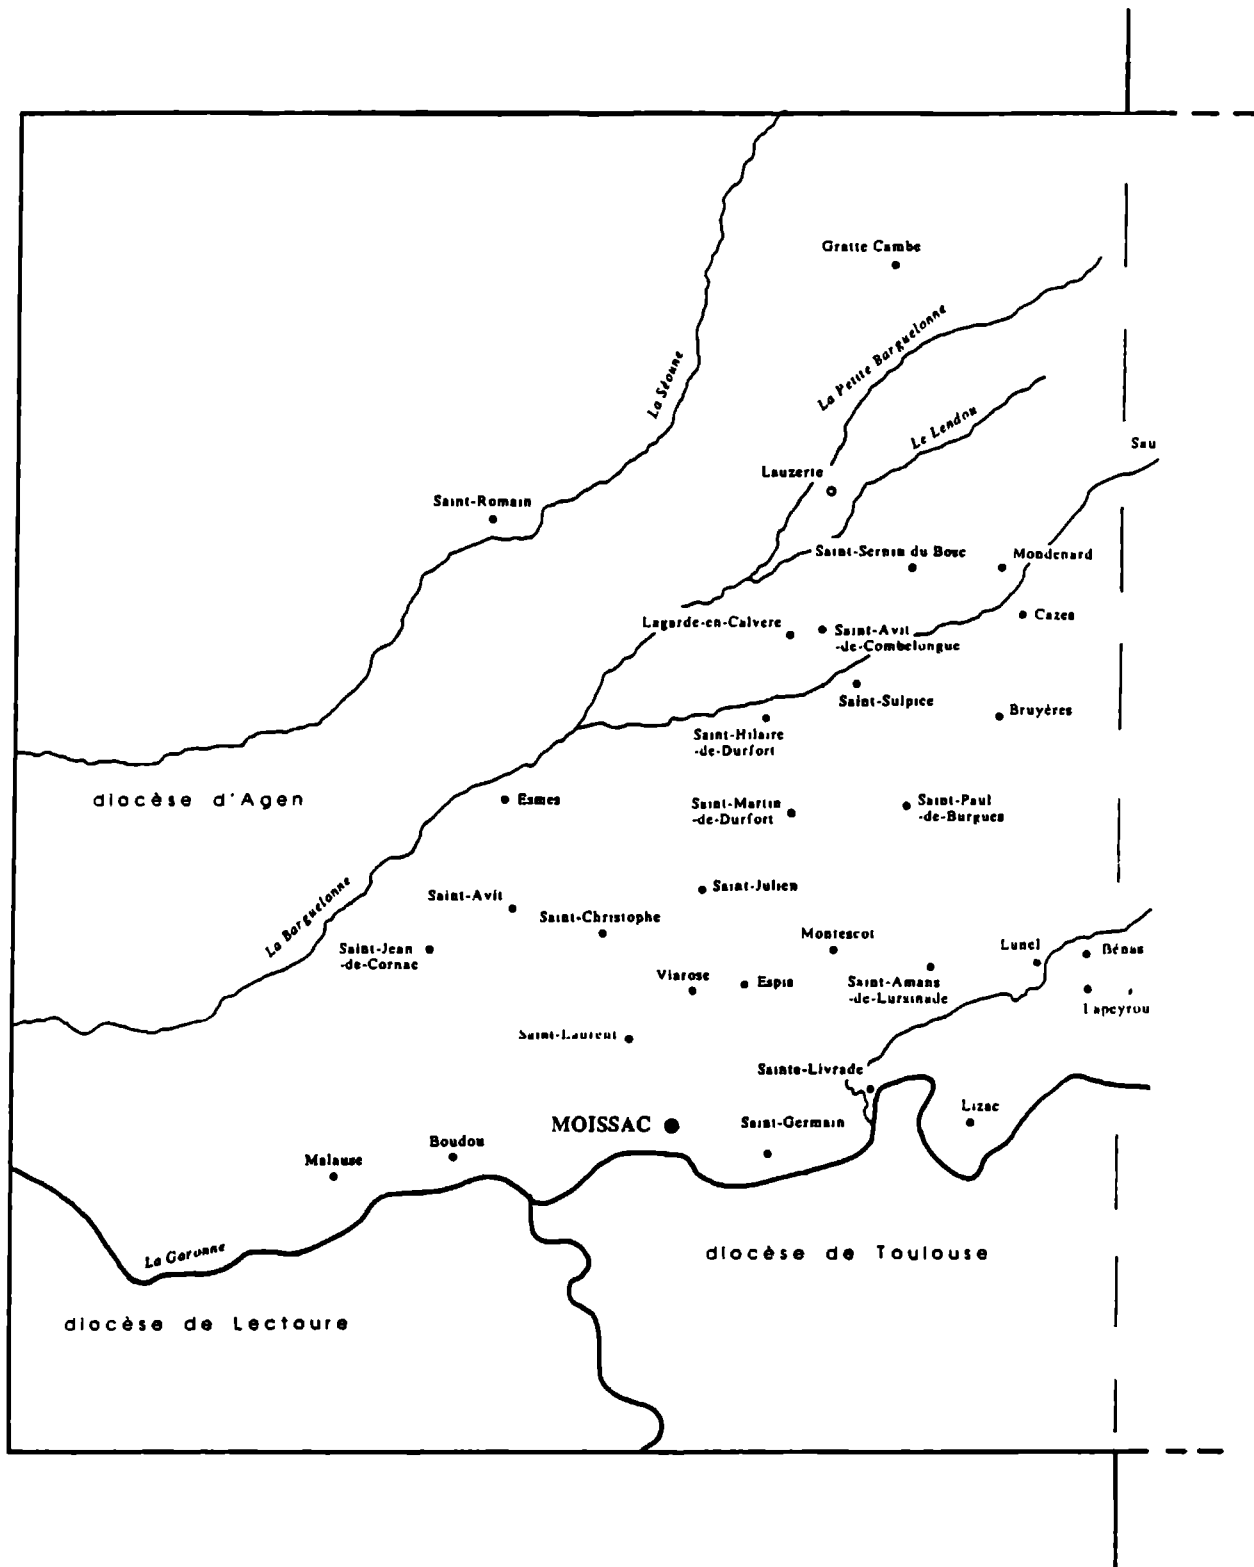 Gratte Cambe
La Petite Barguelonne
La Séoune
Le Lendou
Sau
Lauzerte
Saint-Romain
Saint-Sernin du Bosc
Mondenard
Cazes
Lagarde-en-Calvere
Saint-Avit
-de-Combelongue
Saint-Sulpice
Bruyères
Saint-Hilaire
-de-Durfort
diocèse d'Agen
Esmes
Saint-Martin
-de-Durfort
Saint-Paul
-de-Burgues
La Barguelonne
Saint-Avit
Saint-Julien
Saint-Christophe
Saint-Jean
-de-Cornac
Montescot
Lunel
Bénas
Viarose
Espin
Saint-Amans
-de-Lursinade
Lapeyrou
Saint-Laurent
Sainte-Livrade
Lizac
MOISSAC
Saint-Germain
Boudou
Malause
La Garonne
diocèse de Toulouse
diocèse de Lectoure